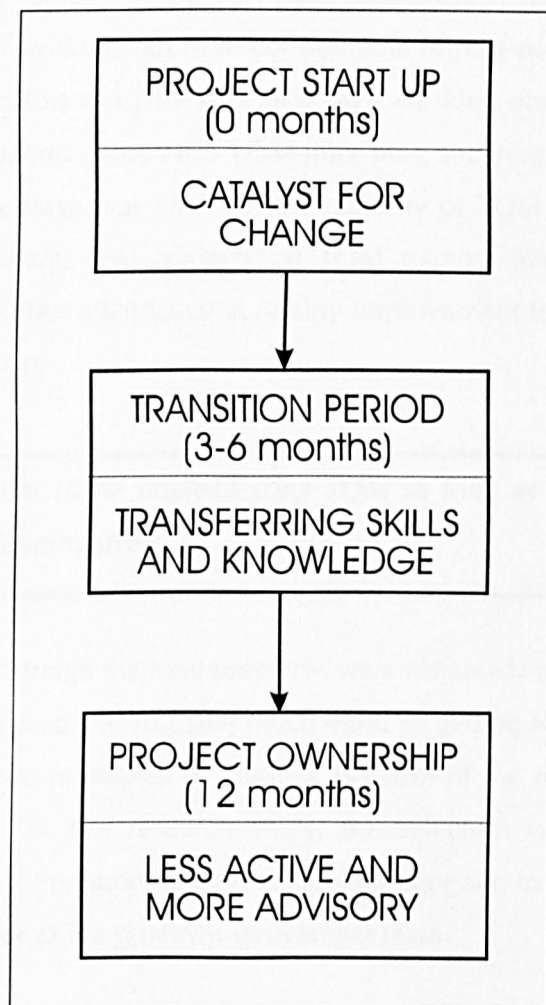 PROJECT START UP
(0 months)
CATALYST FOR
CHANGE
TRANSITION PERIOD
(3-6 months)
TRANSFERRING SKILLS
AND KNOWLEDGE
PROJECT OWNERSHIP
(12 months)
LESS ACTIVE AND
MORE ADVISORY